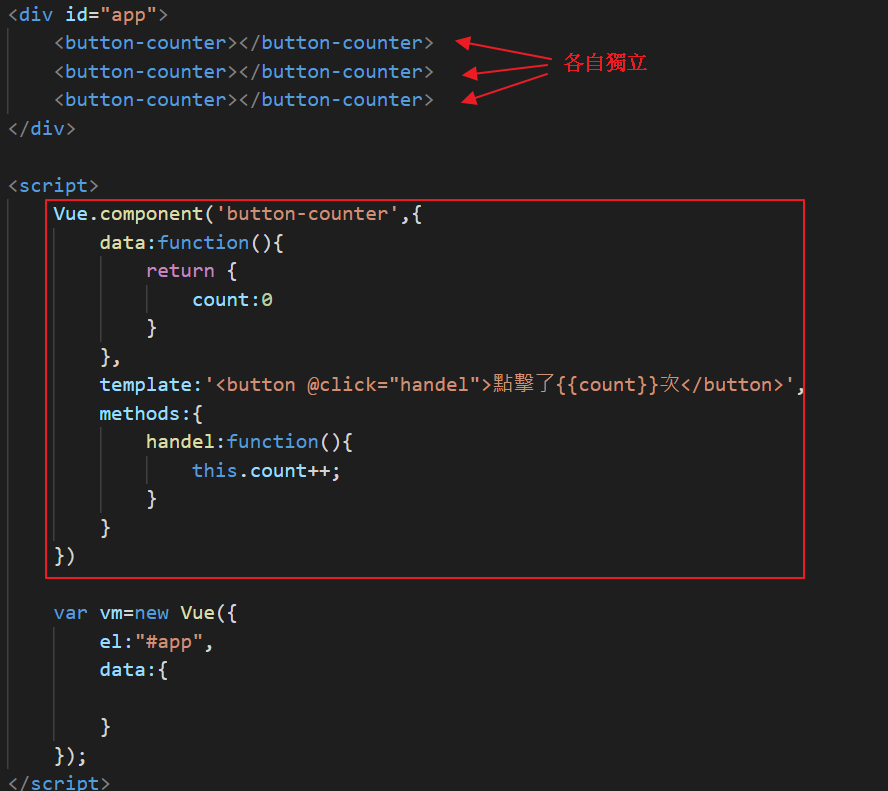 <div id="app">
    <button-counter></button-counter>
    <button-counter></button-counter>
    <button-counter></button-counter>
各自獨立
</div>
<script>
    Vue.component('button-counter',{
        data:function(){
            return {
                count:0
            }
        },
        template:'<button @click="handel">點擊了{{count}}次</button>',
        methods:{
            handel:function(){
                this.count++;
            }
        }
    })
    var vm=new Vue({
        el:"#app",
        data:{
        }
    });
</script>